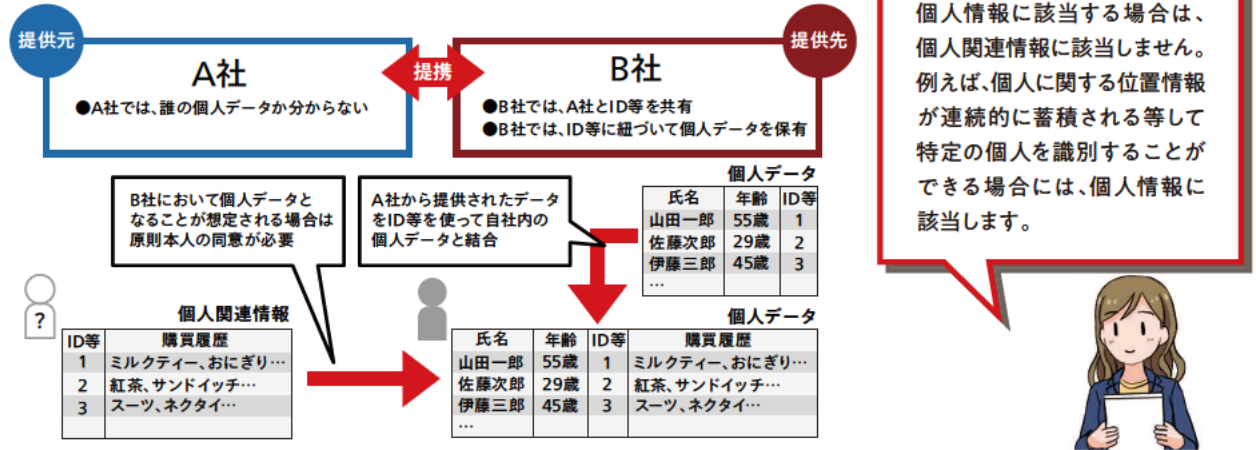 提供元
A社
●A社では、誰の個人データか分からない
提携
提供先
B社
●B社では、A社とID等を共有
●B社では、ID等に紐づいて個人データを保有
B社において個人データと
なることが想定される場合は
原則本人の同意が必要
A社から提供されたデータ
をID等を使って自社内の
個人データと結合
個人データ
氏名 年齢 ID等
山田一郎 55歳 1
佐藤次郎 29歳 2
伊藤三郎 45歳 3
…
?
個人関連情報
ID等 購買履歴
1 ミルクティー、おにぎり…
2 紅茶、サンドイッチ…
3 スーツ、ネクタイ…
個人データ
氏名 年齢 ID等 購買履歴
山田一郎 55歳 1 ミルクティー、おにぎり…
佐藤次郎 29歳 2 紅茶、サンドイッチ…
伊藤三郎 45歳 3 スーツ、ネクタイ…
…
個人情報に該当する場合は、
個人関連情報に該当しません。
例えば、個人に関する位置情報
が連続的に蓄積される等して
特定の個人を識別することが
できる場合には、個人情報に
該当します。